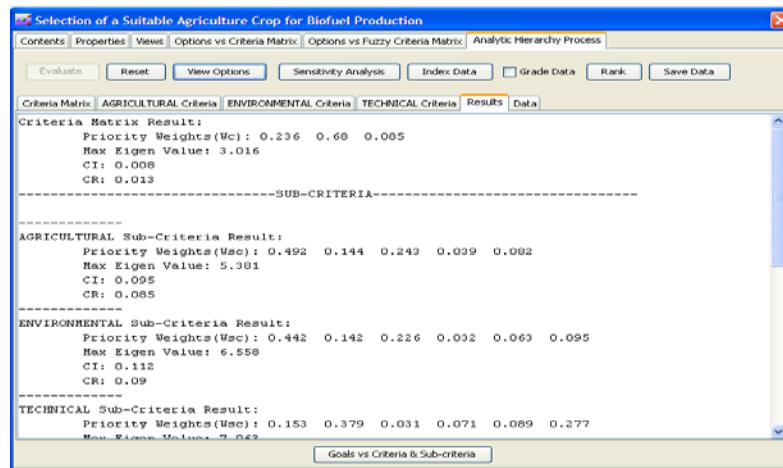 Selection of a Suitable Agriculture Crop for Biofuel Production
Contents Properties Views Options vs Criteria Matrix Options vs Fuzzy Criteria Matrix Analytic Hierarchy Process
Evaluate Reset View Options Sensitivity Analysis Index Data Grade Data Rank Save Data
Criteria Matrix AGRICULTURAL Criteria ENVIRONMENTAL Criteria TECHNICAL Criteria Results Data
Criteria Matrix Result:
Priority Weights(Wc): 0.236 0.68 0.085
Max Eigen Value: 3.016
CI: 0.008
CR: 0.013
--------------------------------SUB-CRITERIA---------------------------------
-------------
AGRICULTURAL Sub-Criteria Result:
Priority Weights(Wsc): 0.492 0.144 0.243 0.039 0.082
Max Eigen Value: 5.381
CI: 0.095
CR: 0.085
-------------
ENVIRONMENTAL Sub-Criteria Result:
Priority Weights(Wsc): 0.442 0.142 0.226 0.032 0.063 0.095
Max Eigen Value: 6.558
CI: 0.112
CR: 0.09
-------------
TECHNICAL Sub-Criteria Result:
Priority Weights(Wsc): 0.153 0.379 0.031 0.071 0.089 0.277
Max Eigen Value: 7.063
Goals vs Criteria & Sub-criteria